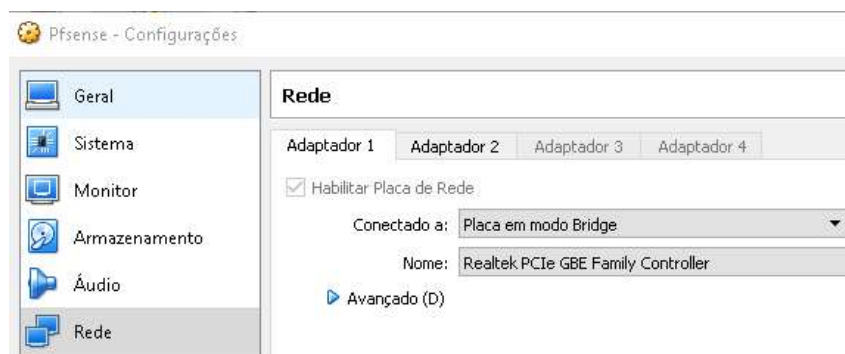 Pfsense - Configurações
Geral
Sistema
Monitor
Armazenamento
Áudio
Rede
Rede
Adaptador 1 Adaptador 2 Adaptador 3 Adaptador 4
Habilitar Placa de Rede
Conectado a: Placa em modo Bridge
Nome: Realtek PCIe GBE Family Controller
Avançado (D)